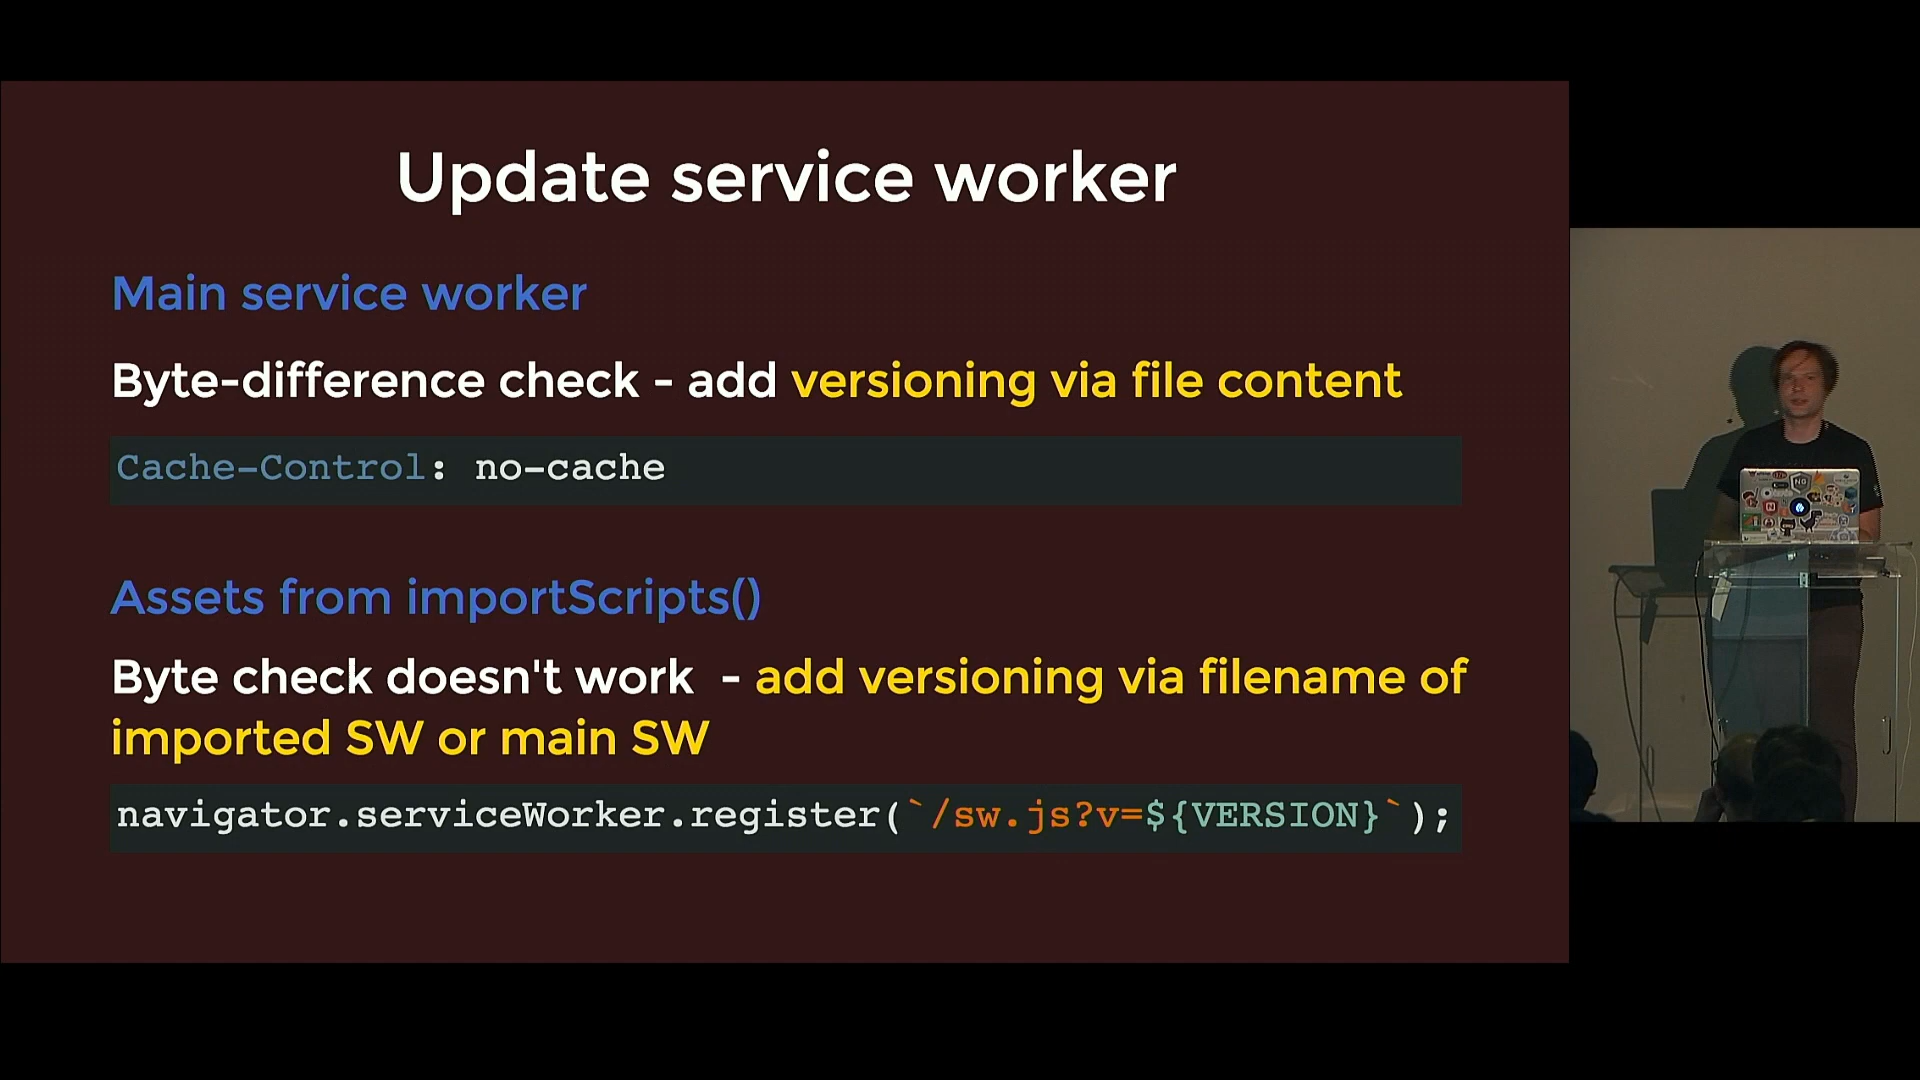 Update service worker
Main service worker
Byte-difference check - add versioning via file content
Cache-Control: no-cache
Assets from importScripts()
Byte check doesn't work  - add versioning via filename of
imported SW or main SW
navigator.serviceWorker.register(`/sw.js?v=${VERSION}`);